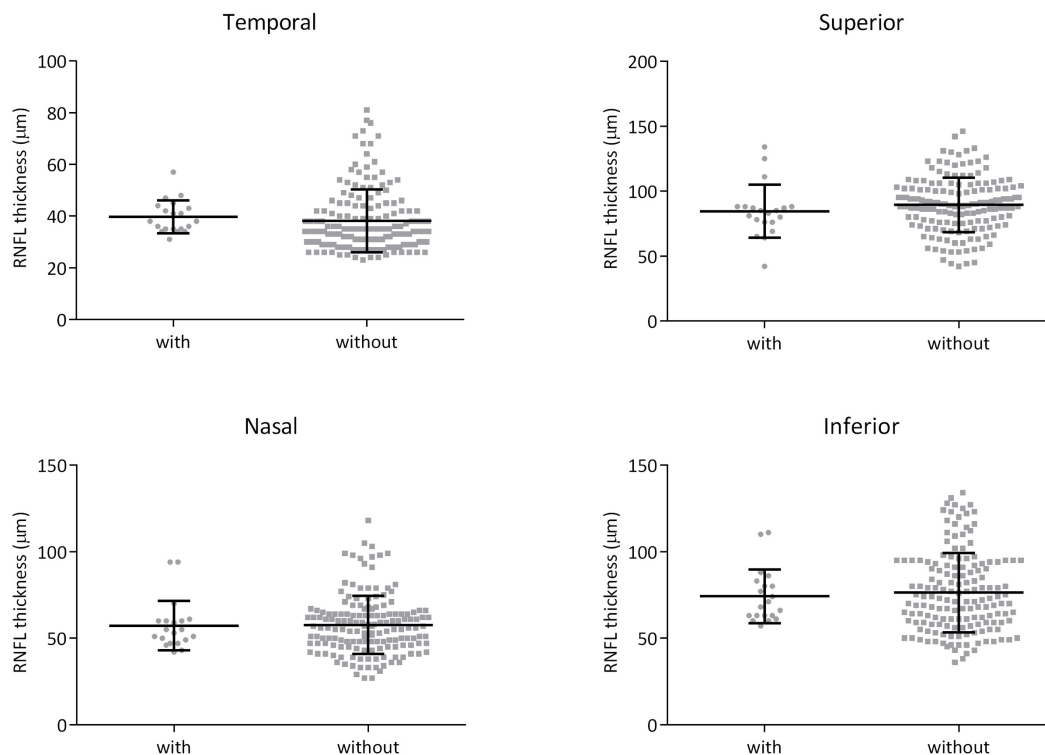 Temporal
Superior
RNFL thickness (µm)
100
80
60
40
20
0
with
without
RNFL thickness (µm)
200
150
100
50
0
with
without
Nasal
Inferior
RNFL thickness (µm)
150
100
50
0
with
without
RNFL thickness (µm)
150
100
50
0
with
without